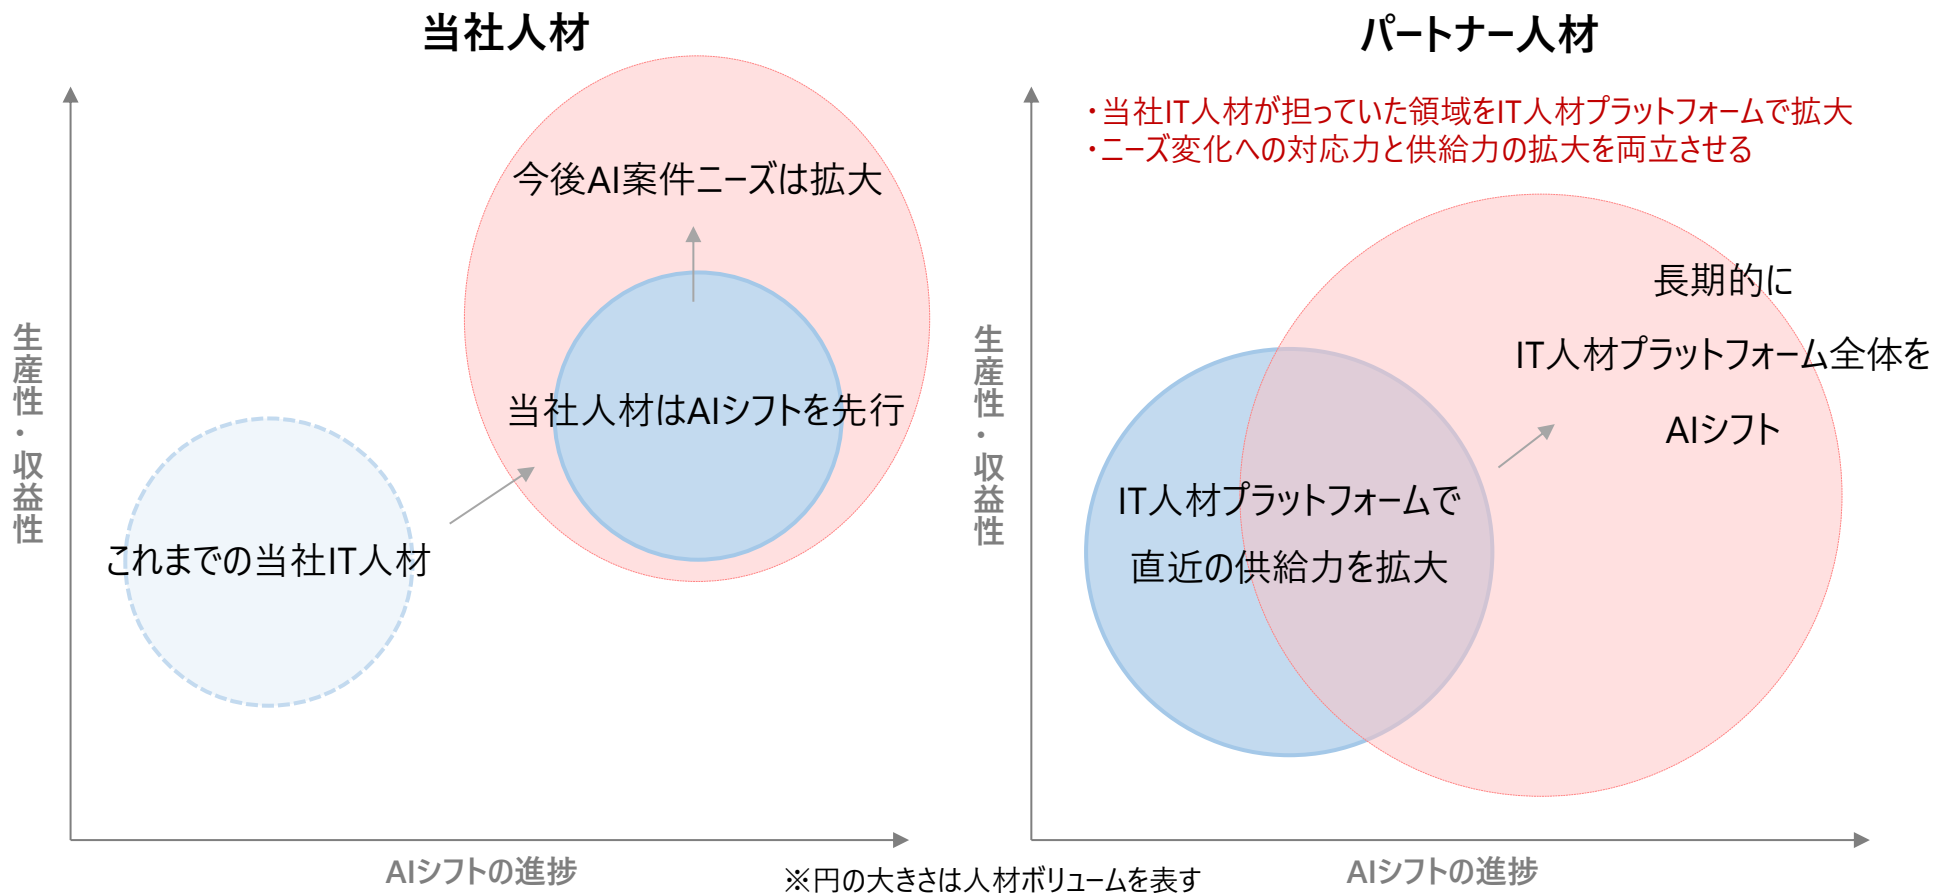 当社人材
今後AI案件ニーズは拡大
当社人材はAIシフトを先行
これまでの当社IT人材
生産性・収益性
AIシフトの進捗
パートナー人材
・当社IT人材が担っていた領域をIT人材プラットフォームで拡大
・ニーズ変化への対応力と供給力の拡大を両立させる
長期的に
IT人材プラットフォーム全体を
AIシフト
IT人材プラットフォームで
直近の供給力を拡大
生産性・収益性
AIシフトの進捗
※円の大きさは人材ボリュームを表す